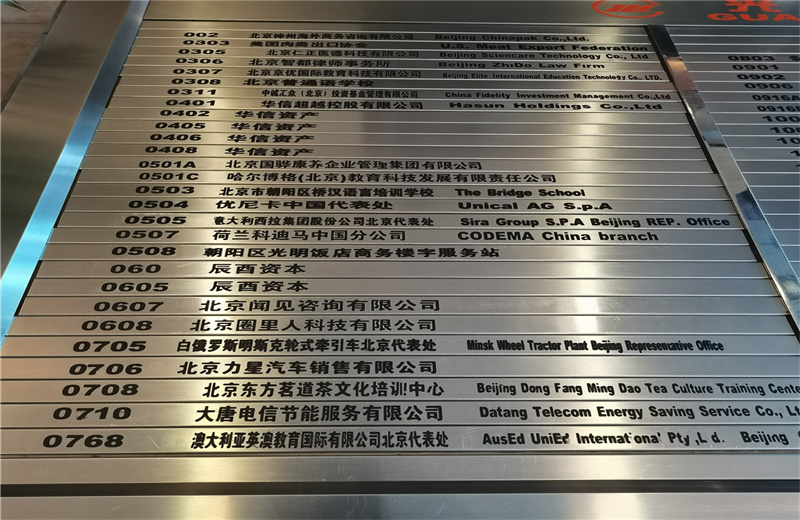 光
GUA
002 北京神州海外商务咨询有限公司 Beijing Chinapak Co.,Ltd.
0303 美国肉类出口协会 U.S. Meat Export Federation
0305 北京仁正医德科技有限公司 Beijing Sciencare Technology Co., Ltd
0306 北京智都律师事务所 Beijing ZhiDo Law Firm
0307 北京京优国际教育科技有限公司 Beijing Elite International Education Technology Co., LTD.
0308 北京普通语学校
0311 中诚汇众（北京）投资基金管理有限公司 China Fidelity Investment Management Co.,Ltd
0401 华信超越控股有限公司 Hasun Holdings Co.,Ltd
0402 华信资产
0405 华信资产
0406 华信资产
0408 华信资产
0501A 北京国骅康养企业管理集团有限公司
0501C 哈尔博格(北京)教育科技发展有限责任公司
0503 北京市朝阳区桥汉语言培训学校 The Bridge School
0504 优尼卡中国代表处 Unical AG S.p.A
0505 意大利西拉集团股份公司北京代表处 Sira Group S.P.A Beijing REP. Office
0507 荷兰科迪马中国分公司 CODEMA China branch
0508 朝阳区光明饭店商务楼宇服务站
060 辰酉资本
0605 辰酉资本
0607 北京闻见咨询有限公司
0608 北京圈里人科技有限公司
0705 白俄罗斯明斯克轮式牵引车北京代表处 Minsk Wheel Tractor Plant Beijing Representative Office
0706 北京力星汽车销售有限公司
0708 北京东方茗道茶文化培训中心 Beijing Dong Fang Ming Dao Tea Culture Training Cente
0710 大唐电信节能服务有限公司 Datang Telecom Energy Saving Service Co., Lt
0768 澳大利亚英澳教育国际有限公司北京代表处 AusEd UniEr Internat ona Pty ,L d. Beijing
0801
0901
0902
0906
0916A